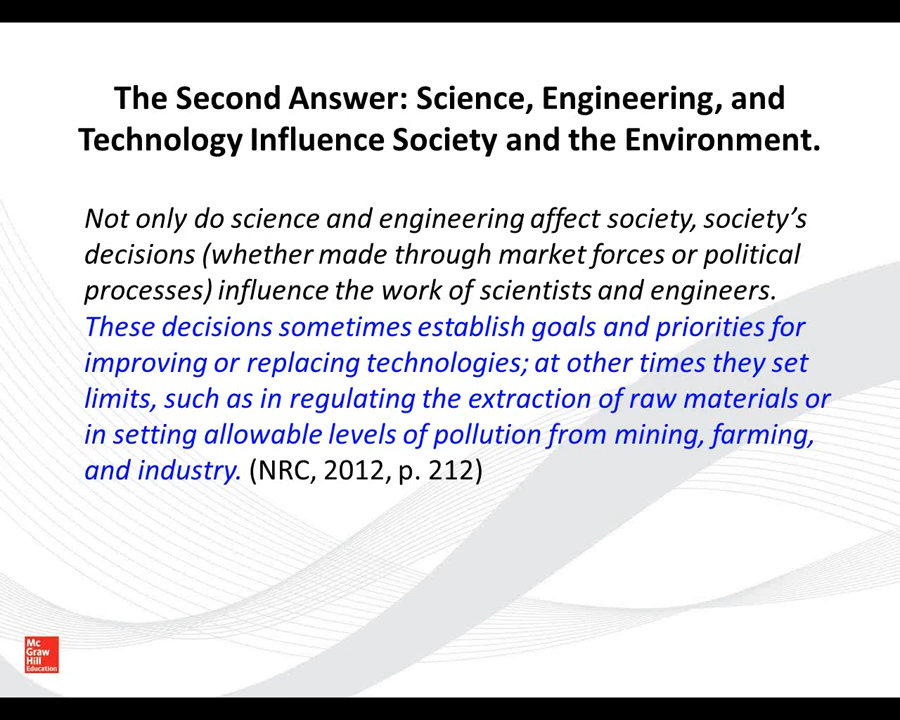 The Second Answer: Science, Engineering, and
Technology Influence Society and the Environment.
Not only do science and engineering affect society, society’s
decisions (whether made through market forces or political
processes) influence the work of scientists and engineers.
These decisions sometimes establish goals and priorities for
improving or replacing technologies; at other times they set
limits, such as in regulating the extraction of raw materials or
in setting allowable levels of pollution from mining, farming,
and industry. (NRC, 2012, p. 212)
Mc
Graw
Hill
Education